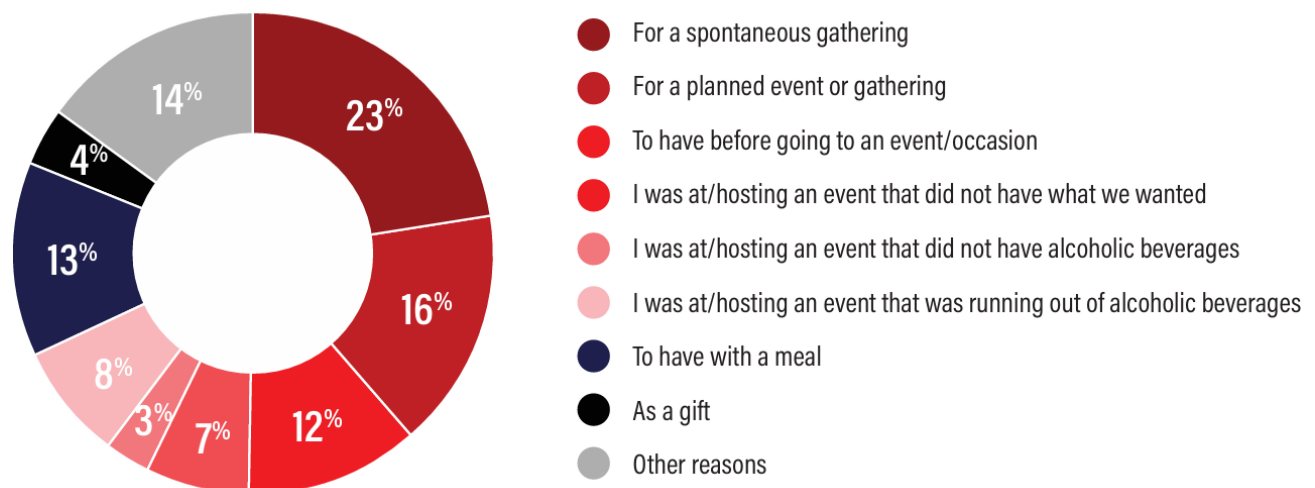 23%
16%
12%
7%
3%
8%
13%
4%
14%
For a spontaneous gathering
For a planned event or gathering
To have before going to an event/occasion
I was at/hosting an event that did not have what we wanted
I was at/hosting an event that did not have alcoholic beverages
I was at/hosting an event that was running out of alcoholic beverages
To have with a meal
As a gift
Other reasons